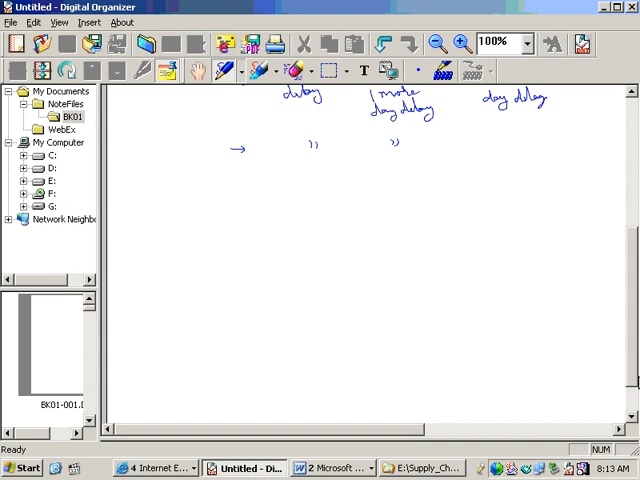 Untitled - Digital Organizer
File Edit View Insert About
100%
My Documents
NoteFiles
BK01
WebEx
My Computer
C:
D:
E:
F:
G:
Network Neighb
BK01-001.D
delay
1 more
day delay
day delay
→ " "
Ready
NUM
Start
4 Internet E...
Untitled - Di...
2 Microsoft ...
E:\Supply_Ch...
8:13 AM